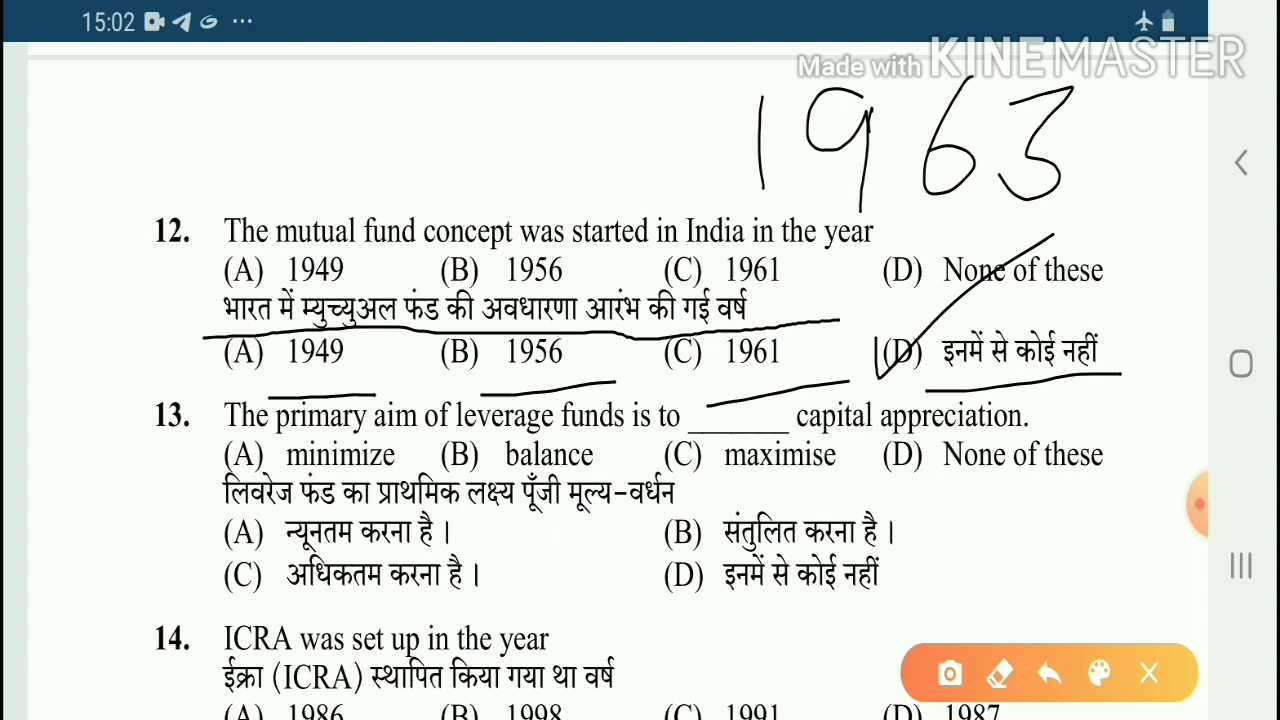 15:02
Made with KINEMASTER
1963
12. The mutual fund concept was started in India in the year
(A) 1949 (B) 1956 (C) 1961 (D) None of these
भारत में म्युच्युअल फंड की अवधारणा आरंभ की गई वर्ष
(A) 1949 (B) 1956 (C) 1961 (D) इनमें से कोई नहीं
13. The primary aim of leverage funds is to _______ capital appreciation.
(A) minimize (B) balance (C) maximise (D) None of these
लिवरेज फंड का प्राथमिक लक्ष्य पूँजी मूल्य-वर्धन
(A) न्यूनतम करना है । (B) संतुलित करना है ।
(C) अधिकतम करना है । (D) इनमें से कोई नहीं
14. ICRA was set up in the year
ईक्रा (ICRA) स्थापित किया गया था वर्ष
(A) 1986 (B) 1998 (C) 1991 (D) 1987